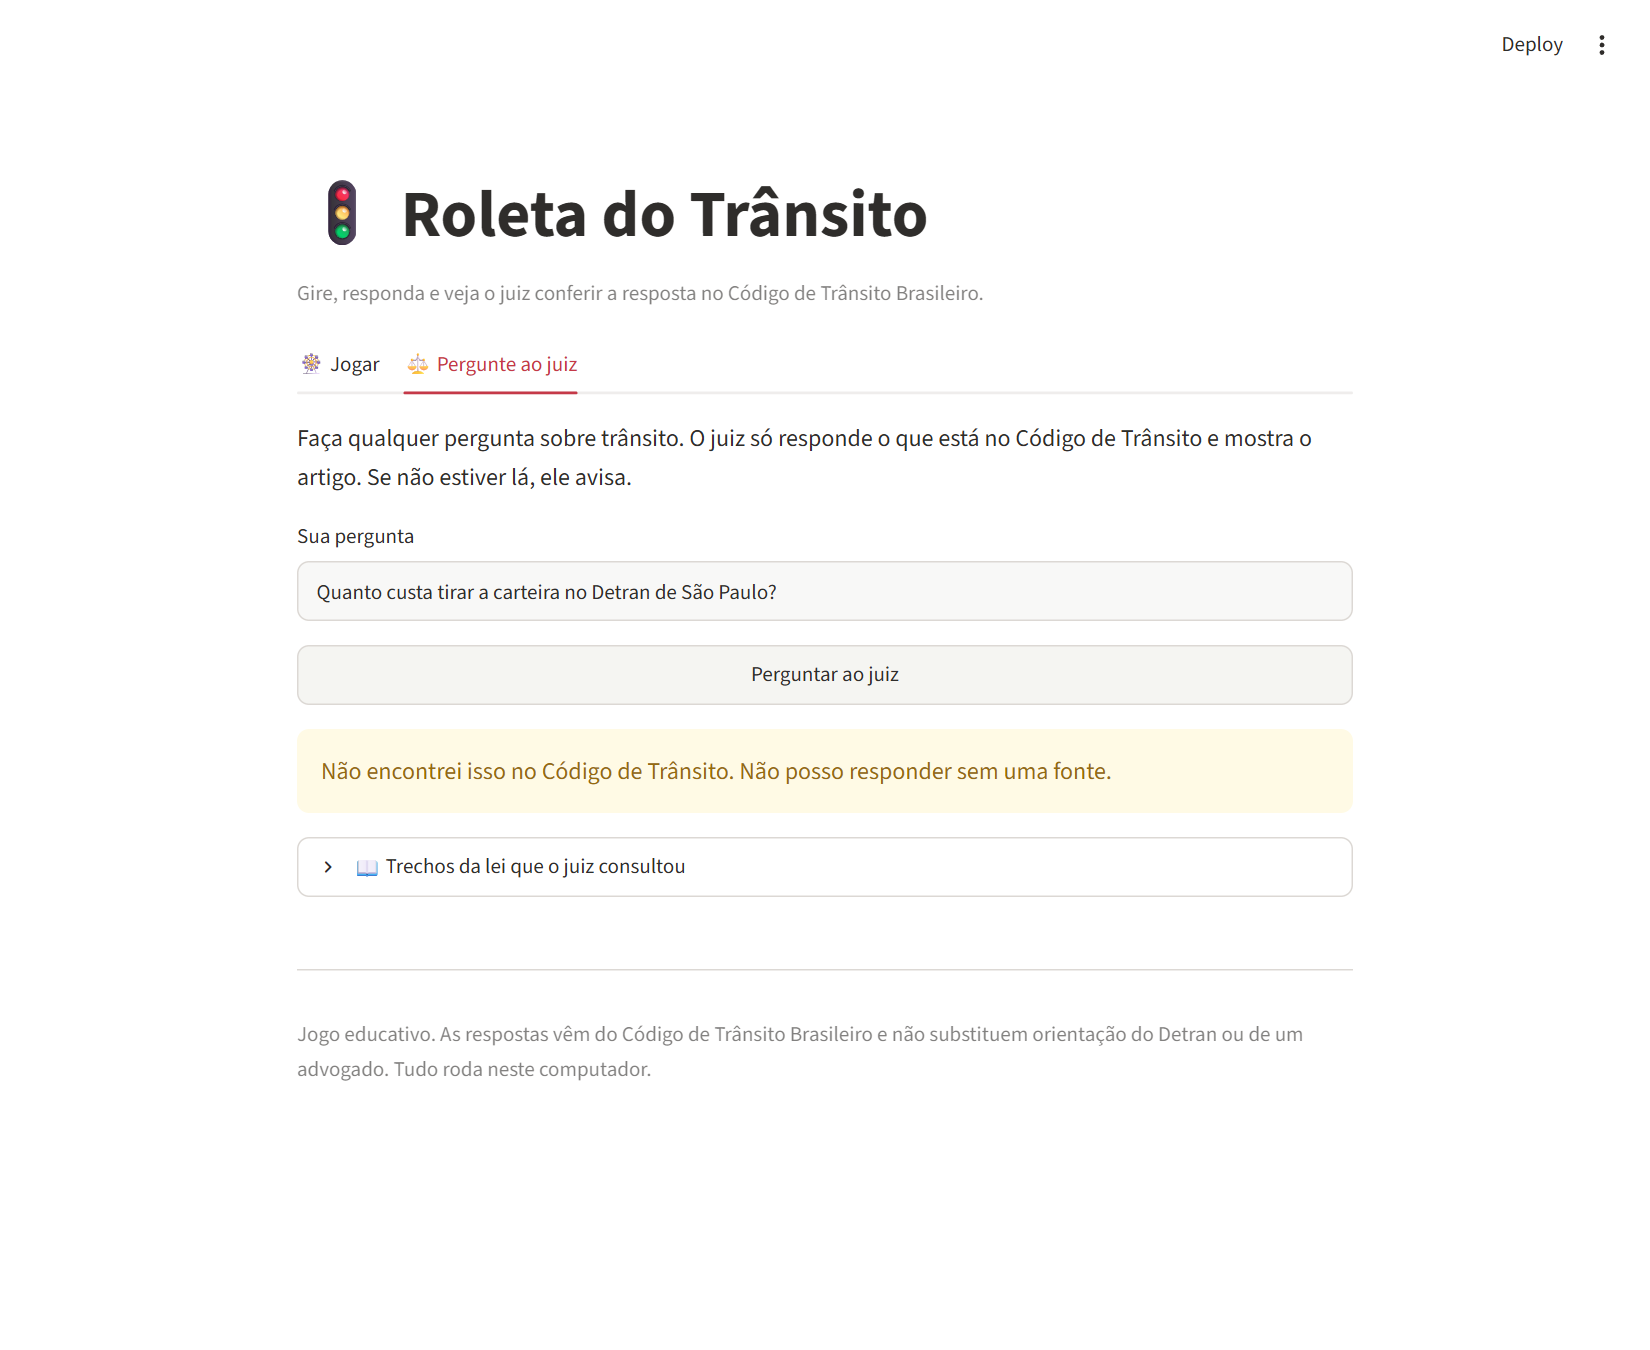 Deploy
Roleta do Trânsito
Gire, responda e veja o juiz conferir a resposta no Código de Trânsito Brasileiro.
Jogar
Pergunte ao juiz
Faça qualquer pergunta sobre trânsito. O juiz só responde o que está no Código de Trânsito e mostra o
artigo. Se não estiver lá, ele avisa.
Sua pergunta
Quanto custa tirar a carteira no Detran de São Paulo?
Perguntar ao juiz
Não encontrei isso no Código de Trânsito. Não posso responder sem uma fonte.
Trechos da lei que o juiz consultou
Jogo educativo. As respostas vêm do Código de Trânsito Brasileiro e não substituem orientação do Detran ou de um
advogado. Tudo roda neste computador.